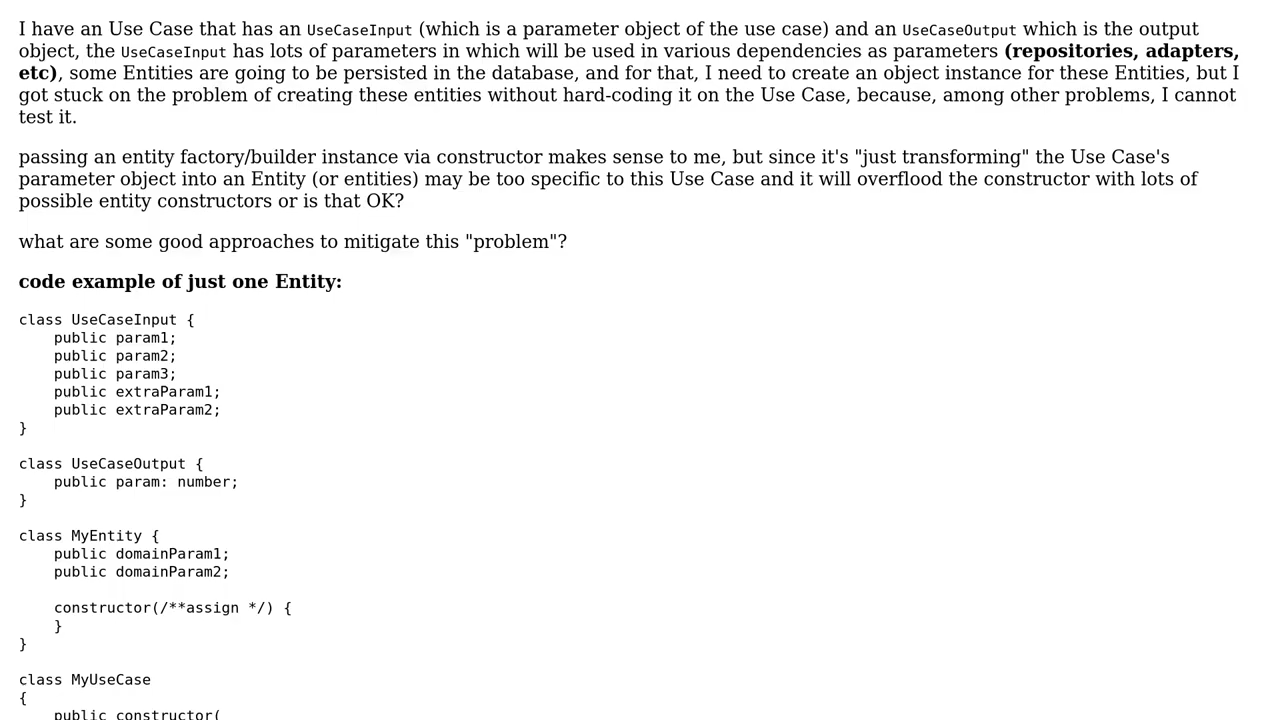 I have an Use Case that has an UseCaseInput (which is a parameter object of the use case) and an UseCaseOutput which is the output
object, the UseCaseInput has lots of parameters in which will be used in various dependencies as parameters (repositories, adapters,
etc), some Entities are going to be persisted in the database, and for that, I need to create an object instance for these Entities, but I
got stuck on the problem of creating these entities without hard-coding it on the Use Case, because, among other problems, I cannot
test it.
passing an entity factory/builder instance via constructor makes sense to me, but since it's "just transforming" the Use Case's
parameter object into an Entity (or entities) may be too specific to this Use Case and it will overflood the constructor with lots of
possible entity constructors or is that OK?
what are some good approaches to mitigate this "problem"?
code example of just one Entity:
class UseCaseInput {
    public param1;
    public param2;
    public param3;
    public extraParam1;
    public extraParam2;
}
class UseCaseOutput {
    public param: number;
}
class MyEntity {
    public domainParam1;
    public domainParam2;
    constructor(/**assign */) {
    }
}
class MyUseCase
{
    public constructor(